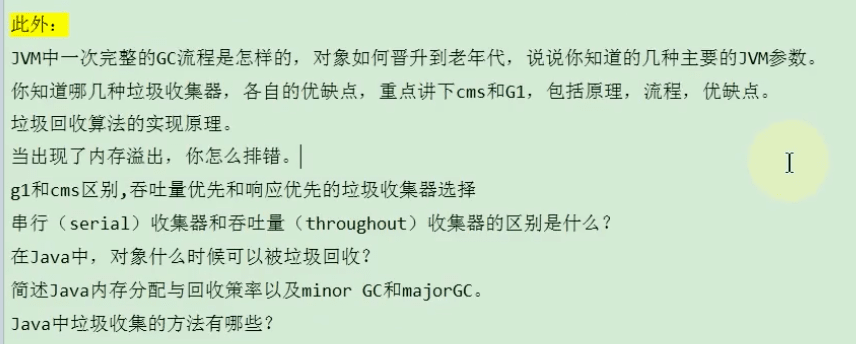 此外:
JVM中一次完整的GC流程是怎样的，对象如何晋升到老年代，说说你知道的几种主要的JVM参数。
你知道哪几种垃圾收集器，各自的优缺点，重点讲下cms和G1，包括原理，流程，优缺点。
垃圾回收算法的实现原理。
当出现了内存溢出，你怎么排错。
g1和cms区别,吞吐量优先和响应优先的垃圾收集器选择
串行（serial）收集器和吞吐量（throughout）收集器的区别是什么？
在Java中，对象什么时候可以被垃圾回收？
简述Java内存分配与回收策率以及minor GC和majorGC。
Java中垃圾收集的方法有哪些？